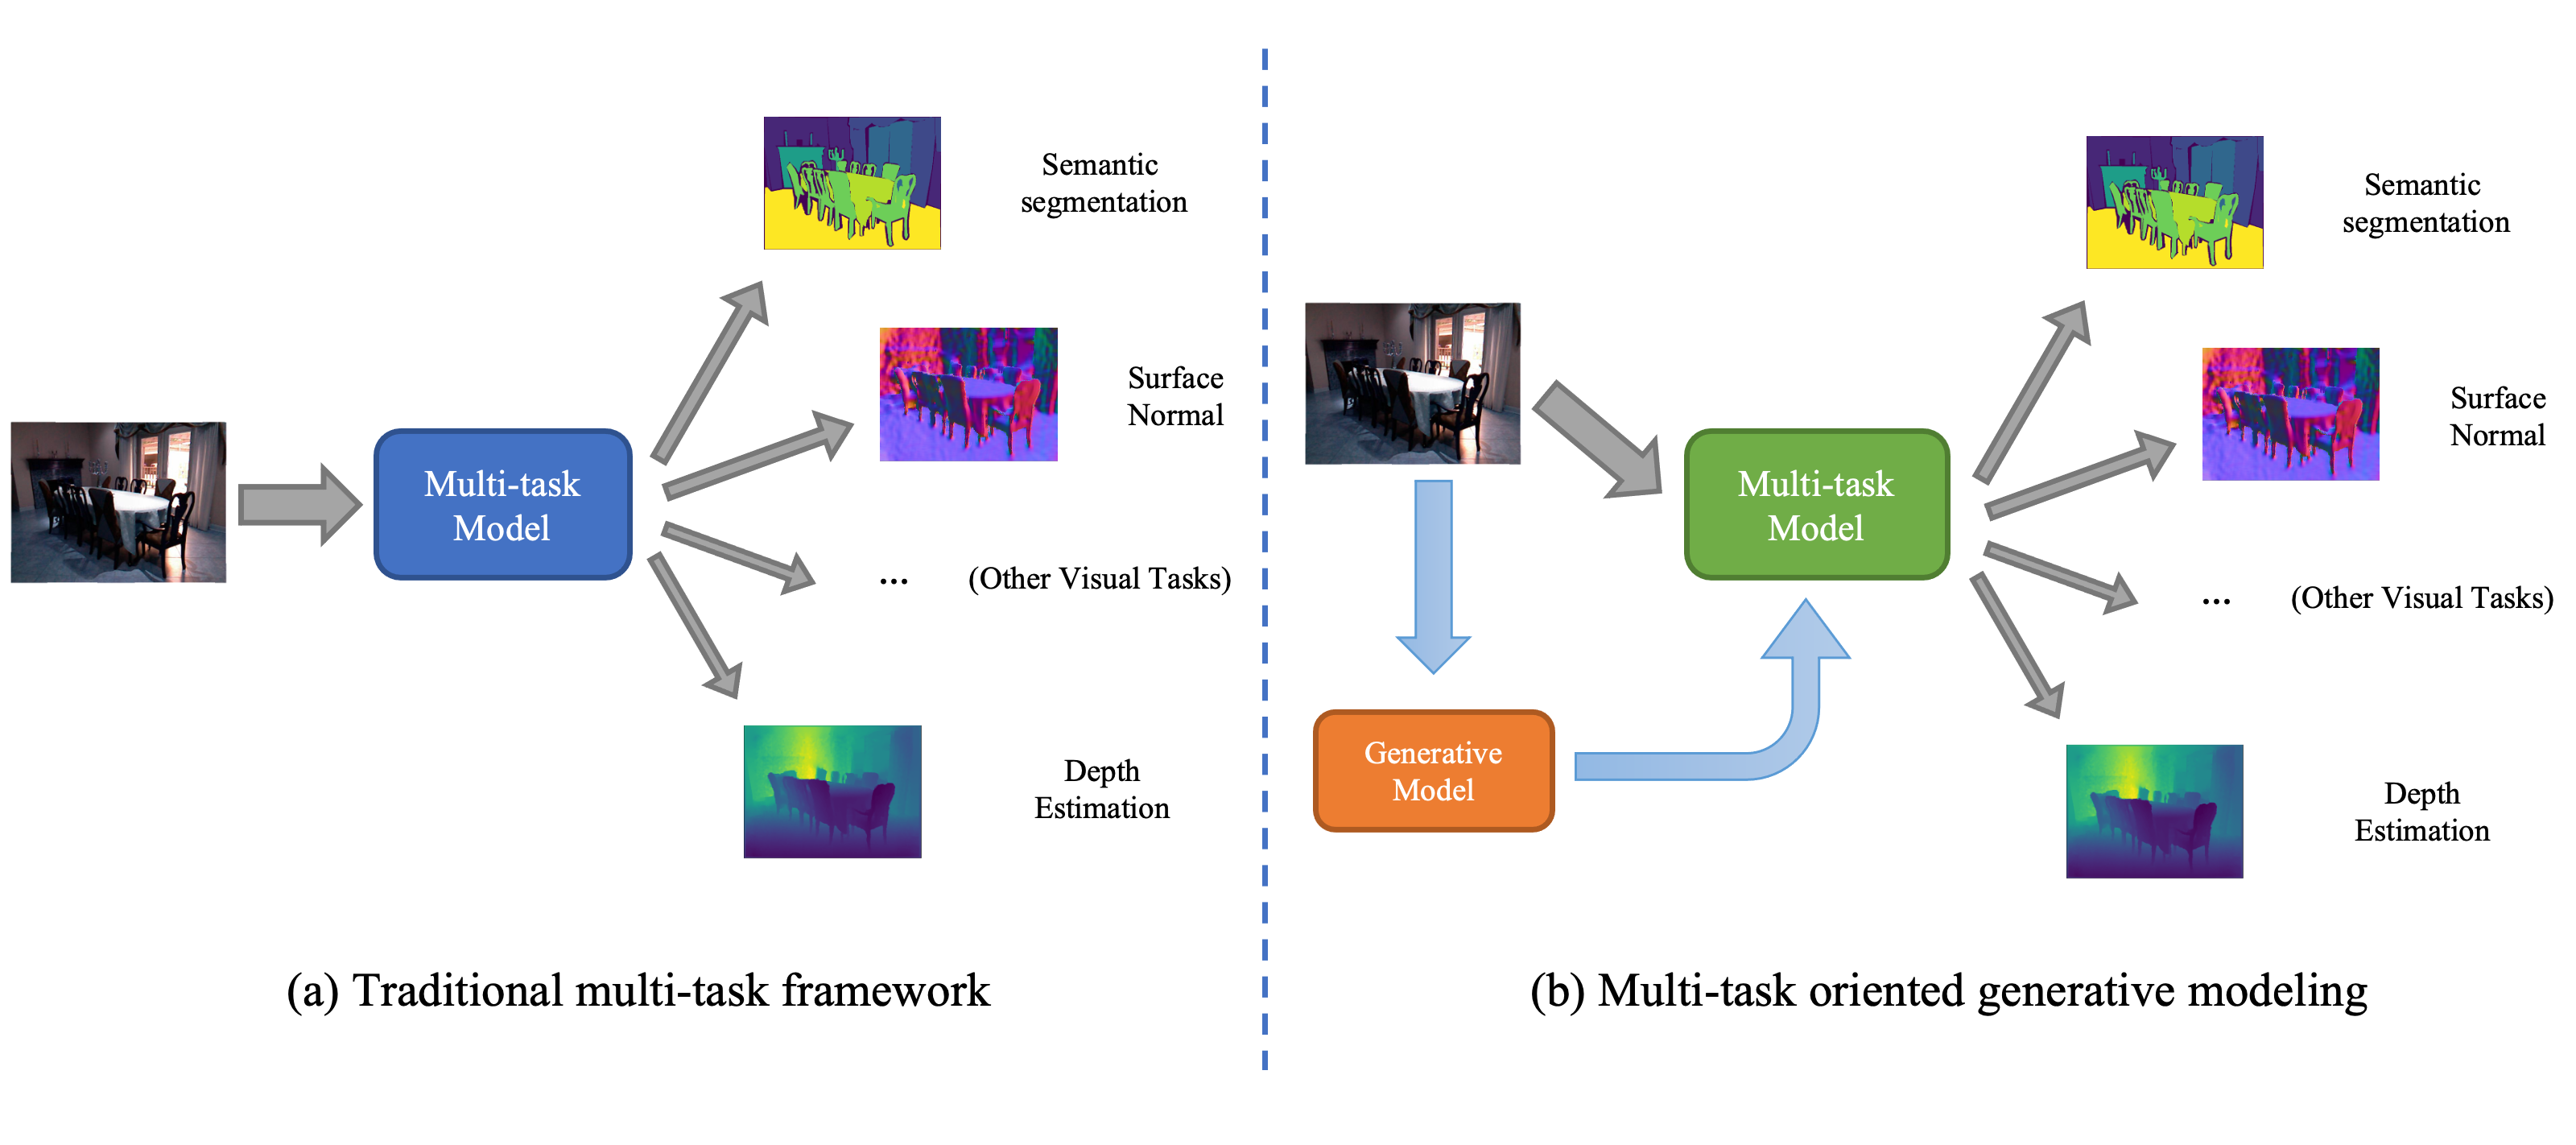 Semantic
segmentation
Surface
Normal
Multi-task
Model
... (Other Visual Tasks)
Depth
Estimation
(a) Traditional multi-task framework
Semantic
segmentation
Surface
Normal
Multi-task
Model
... (Other Visual Tasks)
Generative
Model
Depth
Estimation
(b) Multi-task oriented generative modeling